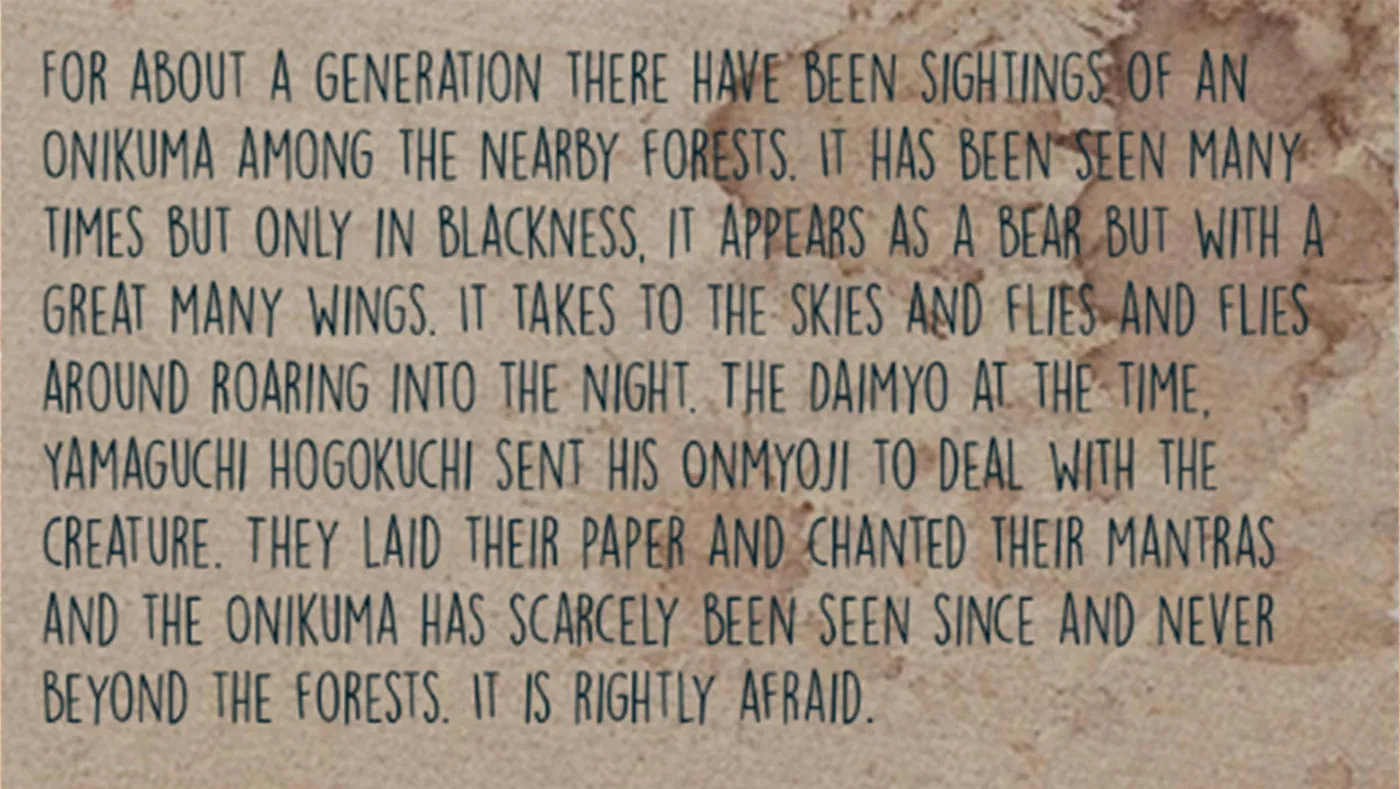 FOR ABOUT A GENERATION THERE HAVE BEEN SIGHTINGS OF AN
ONIKUMA AMONG THE NEARBY FORESTS. IT HAS BEEN SEEN MANY
TIMES BUT ONLY IN BLACKNESS, IT APPEARS AS A BEAR BUT WITH A
GREAT MANY WINGS. IT TAKES TO THE SKIES AND FLIES AND FLIES
AROUND ROARING INTO THE NIGHT. THE DAIMYO AT THE TIME,
YAMAGUCHI HOGOKUCHI SENT HIS ONMYOJI TO DEAL WITH THE
CREATURE. THEY LAID THEIR PAPER AND CHANTED THEIR MANTRAS
AND THE ONIKUMA HAS SCARCELY BEEN SEEN SINCE AND NEVER
BEYOND THE FORESTS. IT IS RIGHTLY AFRAID.